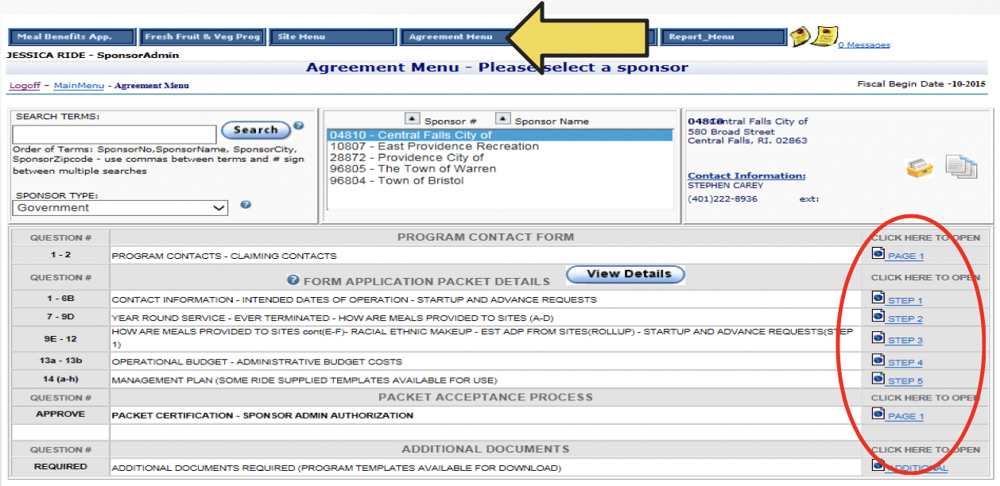 Meal Benefits App. Fresh Fruit & Veg Prog Site Menu Agreement Menu Report_Menu 0 Messages
JESSICA RIDE - SponsorAdmin
Agreement Menu - Please select a sponsor
Logoff - MainMenu - Agreement Menu Fiscal Begin Date -10-2015
SEARCH TERMS:
Search
Order of Terms: SponsorNo,SponsorName, SponsorCity,
SponsorZipcode - use commas between terms and # sign
between multiple searches
SPONSOR TYPE:
Government
Sponsor # Sponsor Name
04810 - Central Falls City of
10807 - East Providence Recreation
28872 - Providence City of
96805 - The Town of Warren
96804 - Town of Bristol
ntral Falls City of
580 Broad Street
Central Falls, RI. 02863
Contact Information:
STEPHEN CAREY
(401)222-8936 ext:
QUESTION # PROGRAM CONTACT FORM CLICK HERE TO OPEN
1 - 2 PROGRAM CONTACTS - CLAIMING CONTACTS PAGE 1
QUESTION # FORM APPLICATION PACKET DETAILS View Details CLICK HERE TO OPEN
1 - 6B CONTACT INFORMATION - INTENDED DATES OF OPERATION - STARTUP AND ADVANCE REQUESTS STEP 1
7 - 9D YEAR ROUND SERVICE - EVER TERMINATED - HOW ARE MEALS PROVIDED TO SITES (A-D) STEP 2
9E - 12 HOW ARE MEALS PROVIDED TO SITES cont(E-F)- RACIAL ETHNIC MAKEUP - EST ADP FROM SITES(ROLLUP) - STARTUP AND ADVANCE REQUESTS(STEP
1) STEP 3
13a - 13b OPERATIONAL BUDGET - ADMINISTRATIVE BUDGET COSTS STEP 4
14 (a-h) MANAGEMENT PLAN (SOME RIDE SUPPLIED TEMPLATES AVAILABLE FOR USE) STEP 5
QUESTION # PACKET ACCEPTANCE PROCESS CLICK HERE TO OPEN
APPROVE PACKET CERTIFICATION - SPONSOR ADMIN AUTHORIZATION PAGE 1
QUESTION # ADDITIONAL DOCUMENTS CLICK HERE TO OPEN
REQUIRED ADDITIONAL DOCUMENTS REQUIRED (PROGRAM TEMPLATES AVAILABLE FOR DOWNLOAD) ADDITIONAL